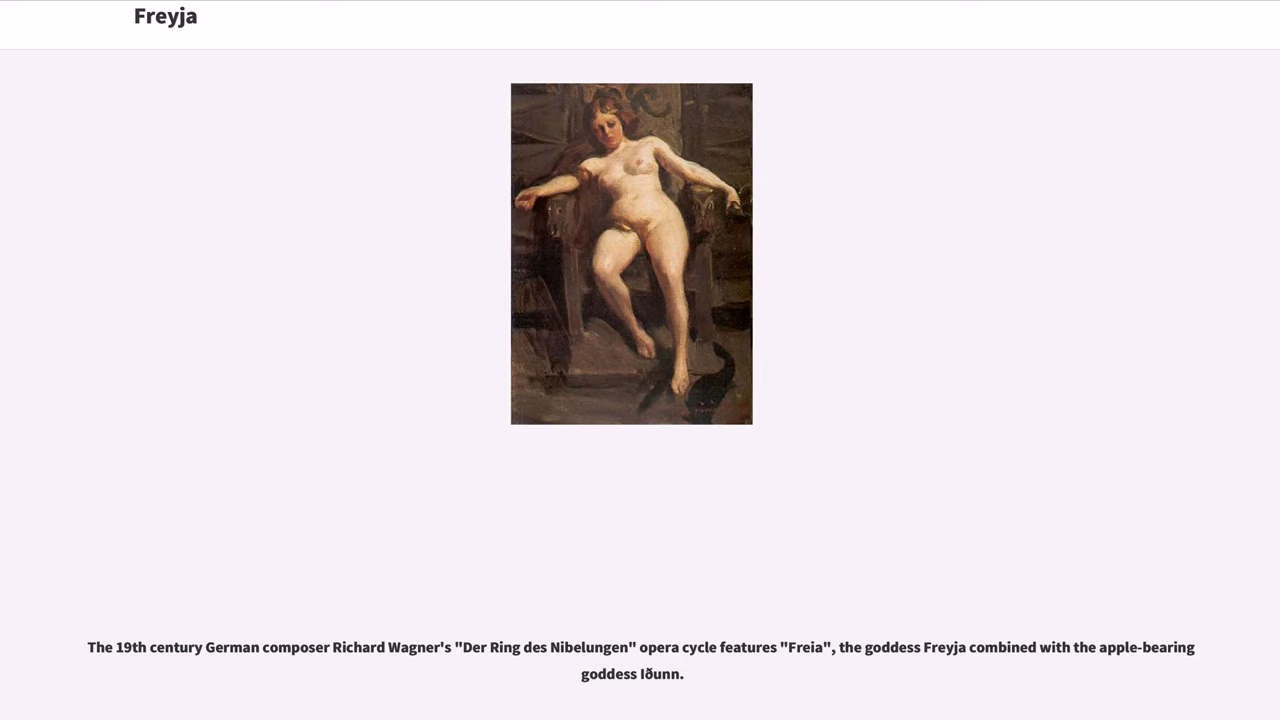 Freyja
The 19th century German composer Richard Wagner's "Der Ring des Nibelungen" opera cycle features "Freia", the goddess Freyja combined with the apple-bearing
goddess Iðunn.